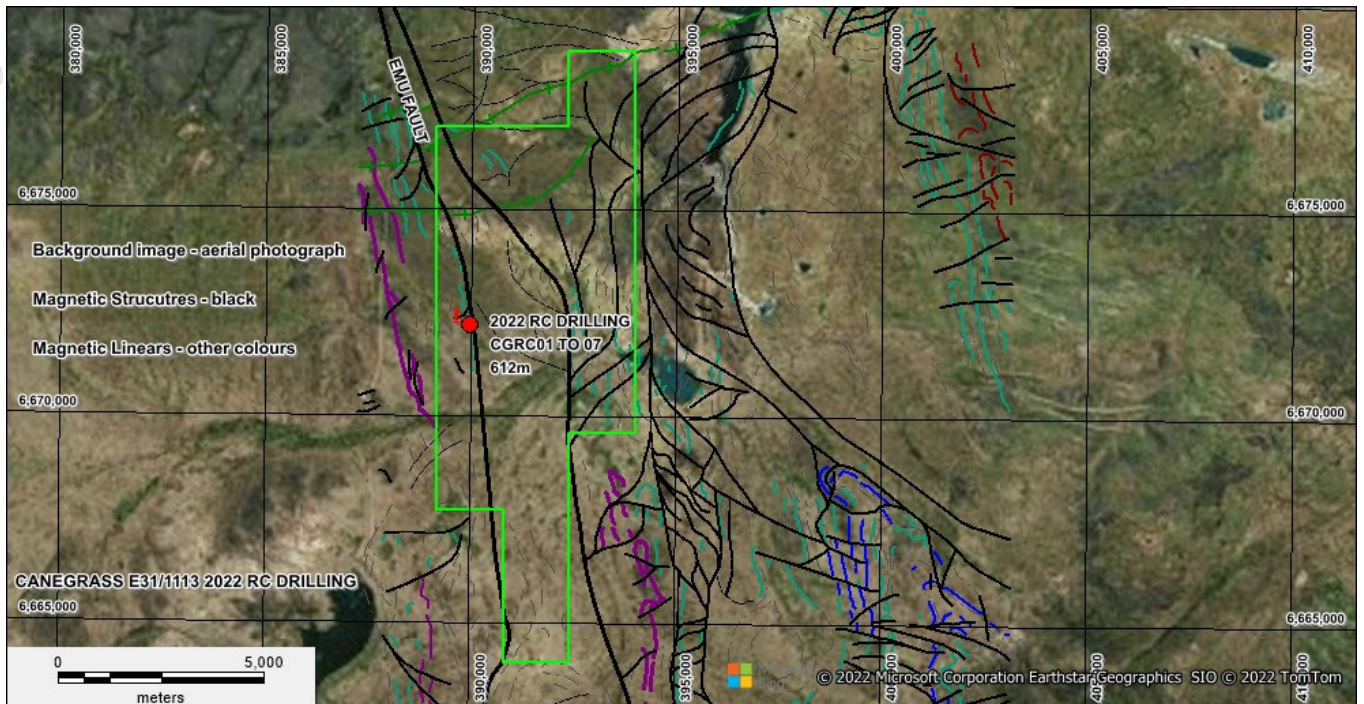 380,000
385,000
390,000
395,000
400,000
405,000
410,000
EMU FAULT
6,675,000
6,675,000
Background image - aerial photograph
Magnetic Strucutres - black
Magnetic Linears - other colours
2022 RC DRILLING
CGRC01 TO 07
612m
6,670,000
6,670,000
CANEGRASS E31/1113 2022 RC DRILLING
6,665,000
6,665,000
0 5,000
meters
390,000
395,000
400,000
© 2022 Microsoft Corporation Earthstar Geographics SIO © 2022 TomTom